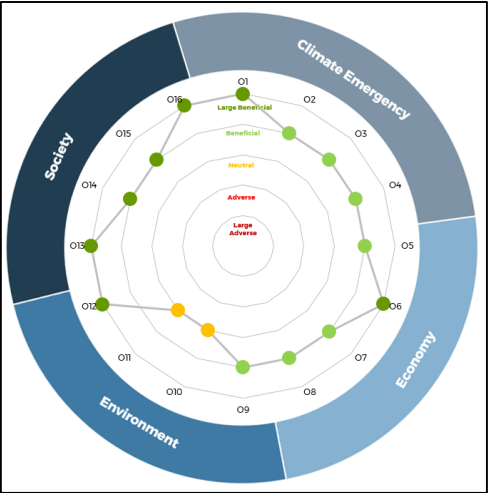 Climate Emergency
Society
Economy
Environment
O1
O2
O3
O4
O5
O6
O7
O8
O9
O10
O11
O12
O13
O14
O15
O16
Large Beneficial
Beneficial
Neutral
Adverse
Large
Adverse